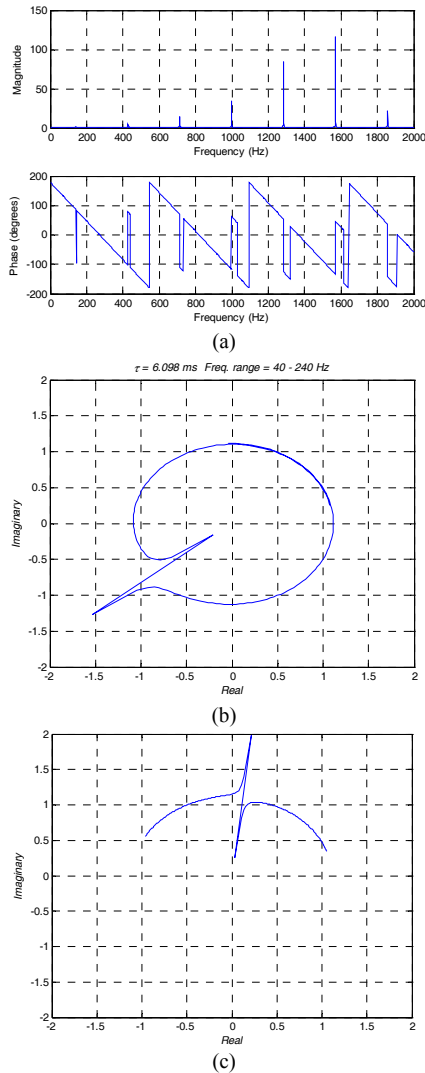 150
100
50
0
Magnitude
0 200 400 600 800 1000 1200 1400 1600 1800 2000
Frequency (Hz)
200
100
0
-100
-200
Phase (degrees)
0 200 400 600 800 1000 1200 1400 1600 1800 2000
Frequency (Hz)
(a)
τ = 6.098 ms Freq. range = 40 - 240 Hz
2
1.5
1
0.5
0
-0.5
-1
-1.5
-2
Imaginary
-2 -1.5 -1 -0.5 0 0.5 1 1.5 2
Real
(b)
2
1.5
1
0.5
0
-0.5
-1
-1.5
-2
Imaginary
-2 -1.5 -1 -0.5 0 0.5 1 1.5 2
Real
(c)